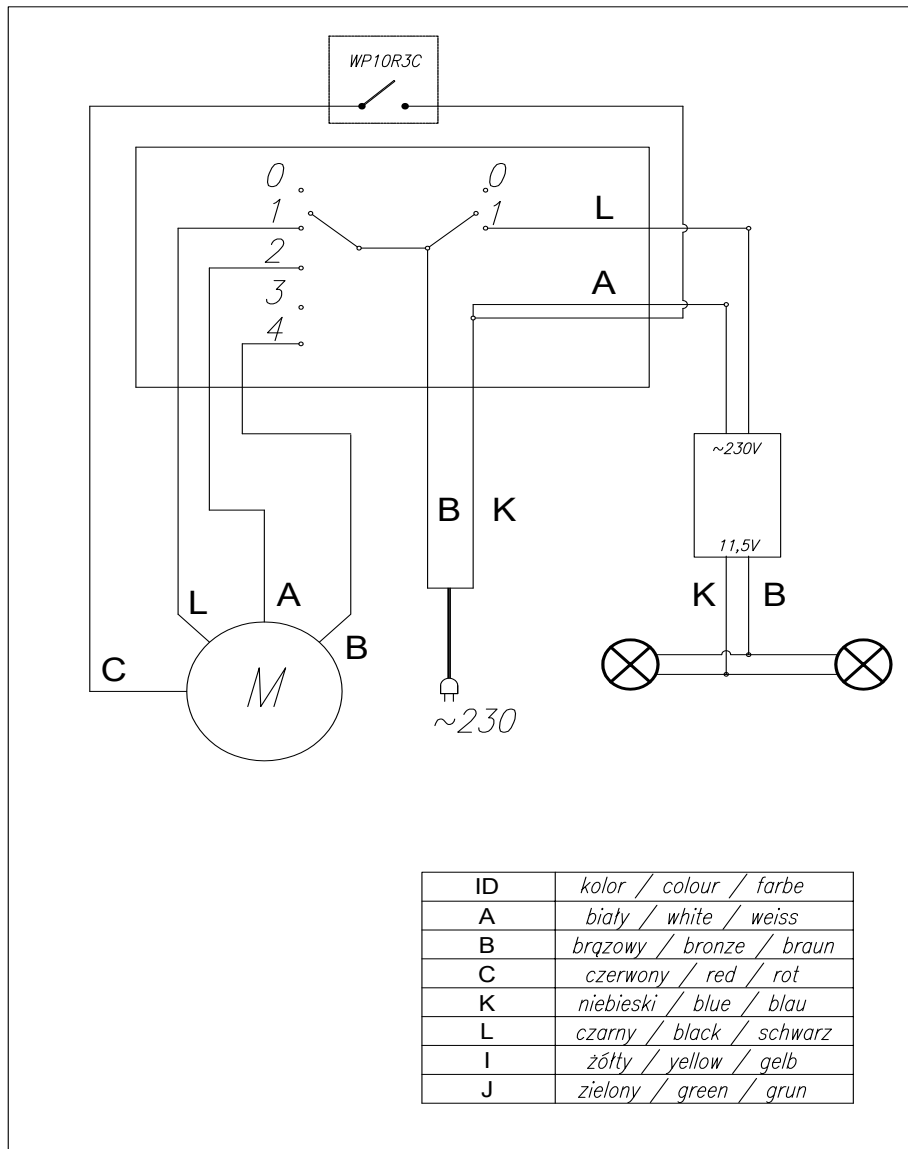 WP10R3C
0
0
1
1
L
2
A
3
4
~230V
B
K
11,5V
K
B
L
A
B
C
M
~230
ID kolor / colour / farbe
A biały / white / weiss
B brązowy / bronze / braun
C czerwony / red / rot
K niebieski / blue / blau
L czarny / black / schwarz
I żółty / yellow / gelb
J zielony / green / grun